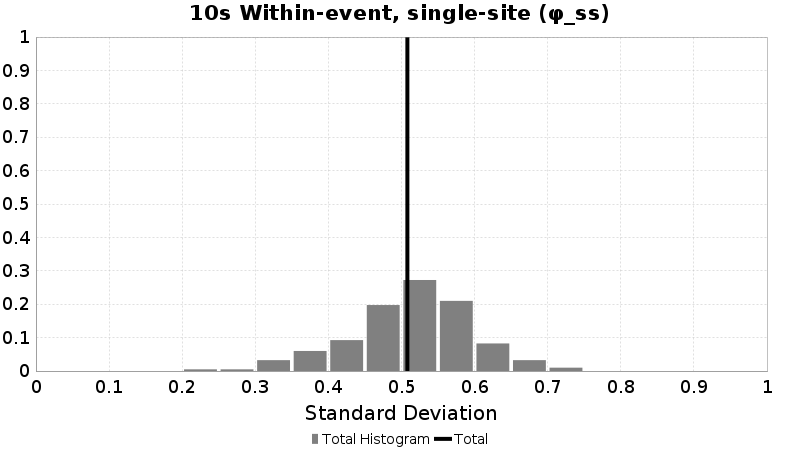 10s Within-event, single-site (φ_ss)
1
0.9
0.8
0.7
0.6
0.5
0.4
0.3
0.2
0.1
0
0 0.1 0.2 0.3 0.4 0.5 0.6 0.7 0.8 0.9 1
Standard Deviation
Total Histogram Total